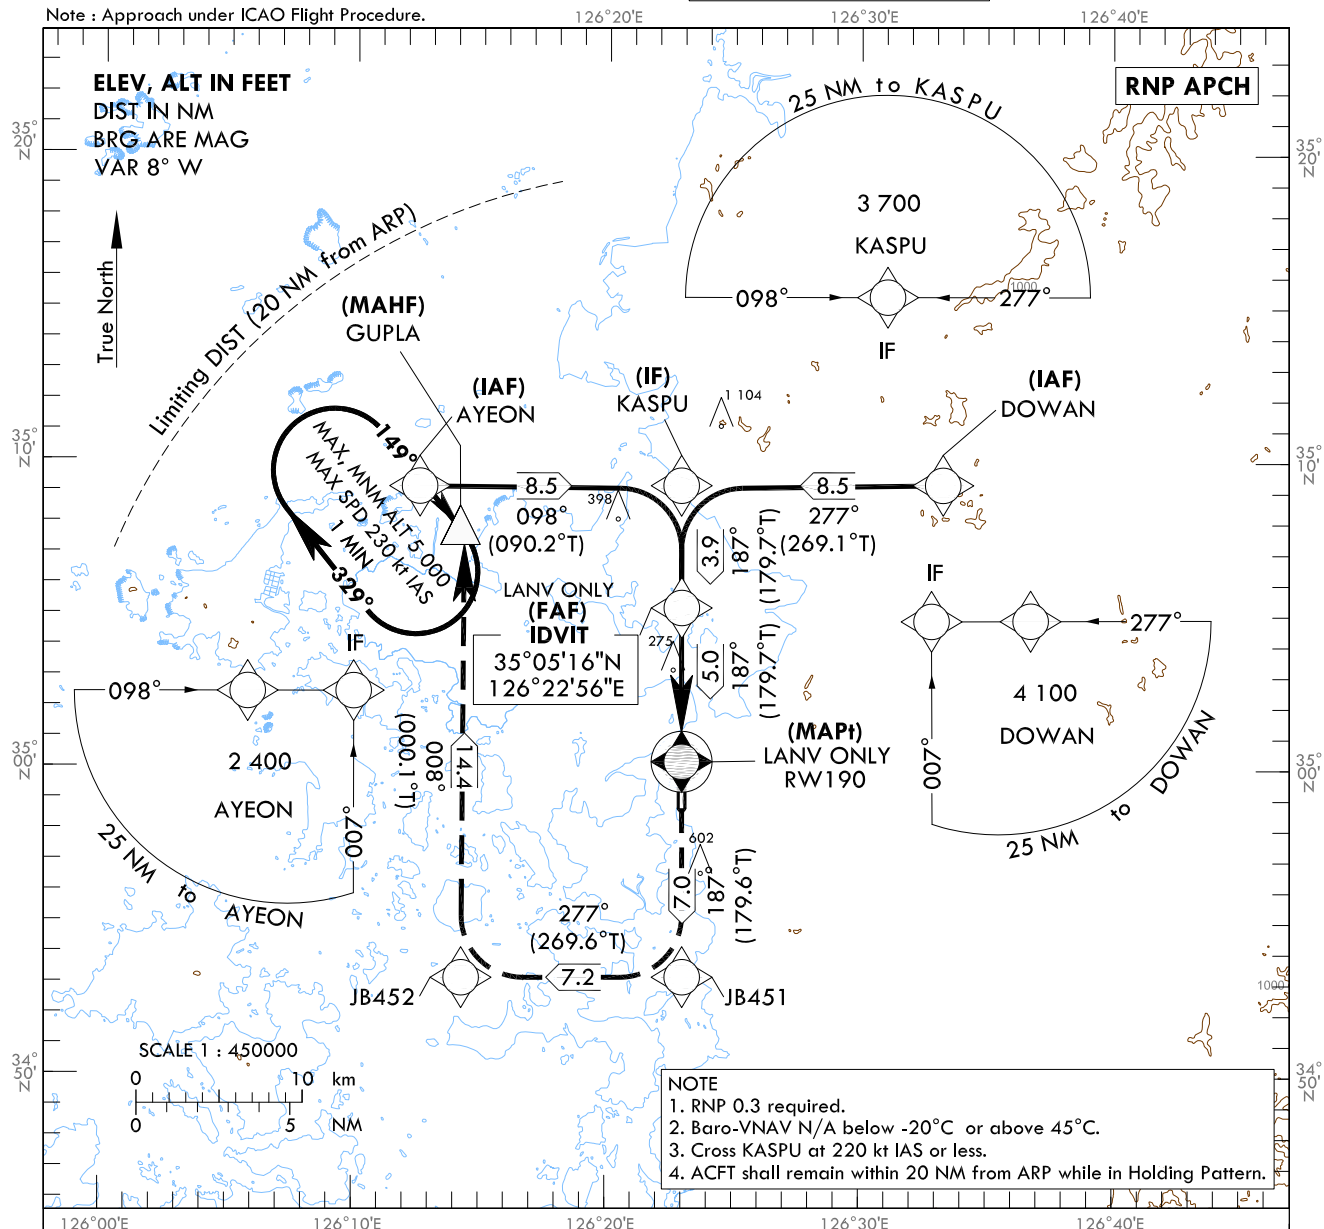 Note : Approach under ICAO Flight Procedure.
126°20'E
126°30'E
126°40'E
ELEV, ALT IN FEET
DIST IN NM
BRG ARE MAG
VAR 8° W
RNP APCH
25 NM to KASPU
35°
20'
N
35°
20'
N
True North
Limiting DIST (20 NM from ARP)
3 700
KASPU
098°
277°
1000
IF
(MAHF)
GUPLA
(IAF)
AYEON
(IF)
KASPU
1 104
(IAF)
DOWAN
35°
10'
N
35°
10'
N
149°
MAX, MNM ALT 5 000
MAX SPD 230 kt IAS
1 MIN
329°
8.5
098°
(090.2°T)
398
8.5
277°
(269.1°T)
3.9
187°
(179.7°T)
LANV ONLY
(FAF)
IDVIT
35°05'16"N
126°22'56"E
275
5.0
187°
(179.7°T)
IF
277°
4 100
DOWAN
007°
25 NM to DOWAN
IF
098°
2 400
AYEON
007°
25 NM to AYEON
14.4
008°
(000.1°T)
(MAPt)
LANV ONLY
RW190
35°
00'
N
35°
00'
N
602
7.0
187°
(179.6°T)
277°
(269.6°T)
7.2
JB452
JB451
1000
SCALE 1 : 450000
0 10 km
0 5 NM
34°
50'
N
34°
50'
N
NOTE
1. RNP 0.3 required.
2. Baro-VNAV N/A below -20°C or above 45°C.
3. Cross KASPU at 220 kt IAS or less.
4. ACFT shall remain within 20 NM from ARP while in Holding Pattern.
126°00'E
126°10'E
126°20'E
126°30'E
126°40'E